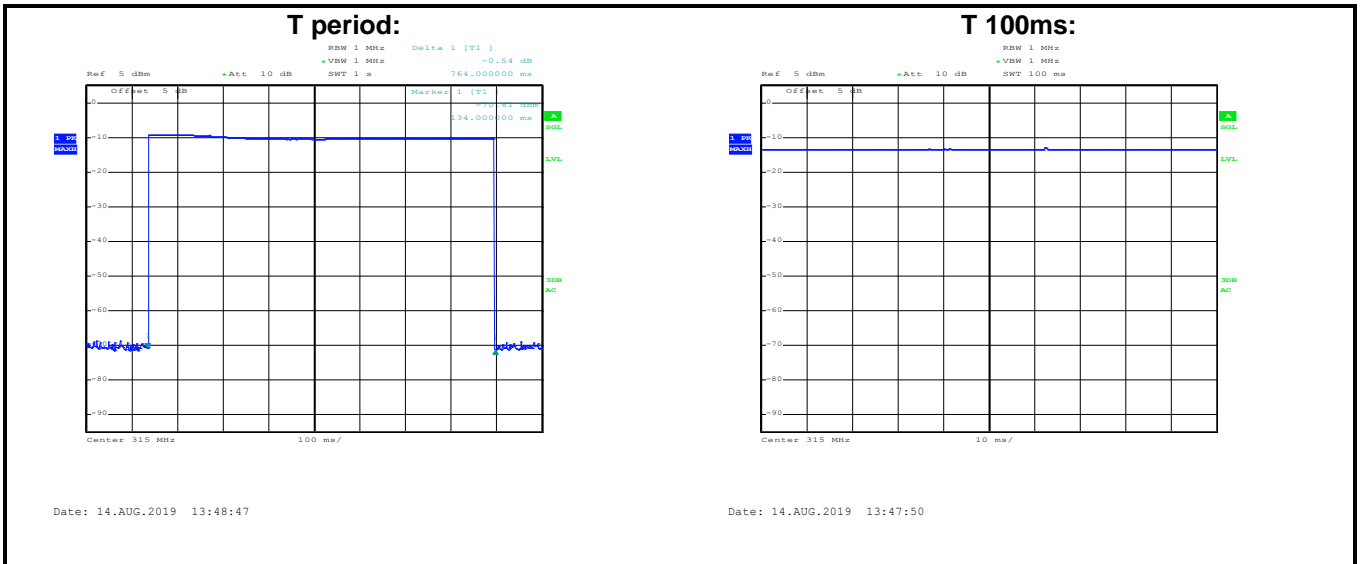 T period:
RBW 1 MHz Delta 1 [T1 ]
VBW 1 MHz -0.54 dB
Ref 5 dBm Att 10 dB SWT 1 s 764.000000 ms
Offset 5 dB Marker 1 [T1 ]
134.000000 ms
0
-10
-20
-30
-40
-50
-60
-80
-90
1 PK
MAXH
A
SGL
LVL
3DB
AC
Center 315 MHz 100 ms/
Date: 14.AUG.2019 13:48:47
T 100ms:
RBW 1 MHz
VBW 1 MHz
Ref 5 dBm Att 10 dB SWT 100 ms
Offset 5 dB
0
-10
-20
-30
-40
-50
-60
-70
-80
-90
1 PK
MAXH
A
SGL
LVL
3DB
AC
Center 315 MHz 10 ms/
Date: 14.AUG.2019 13:47:50